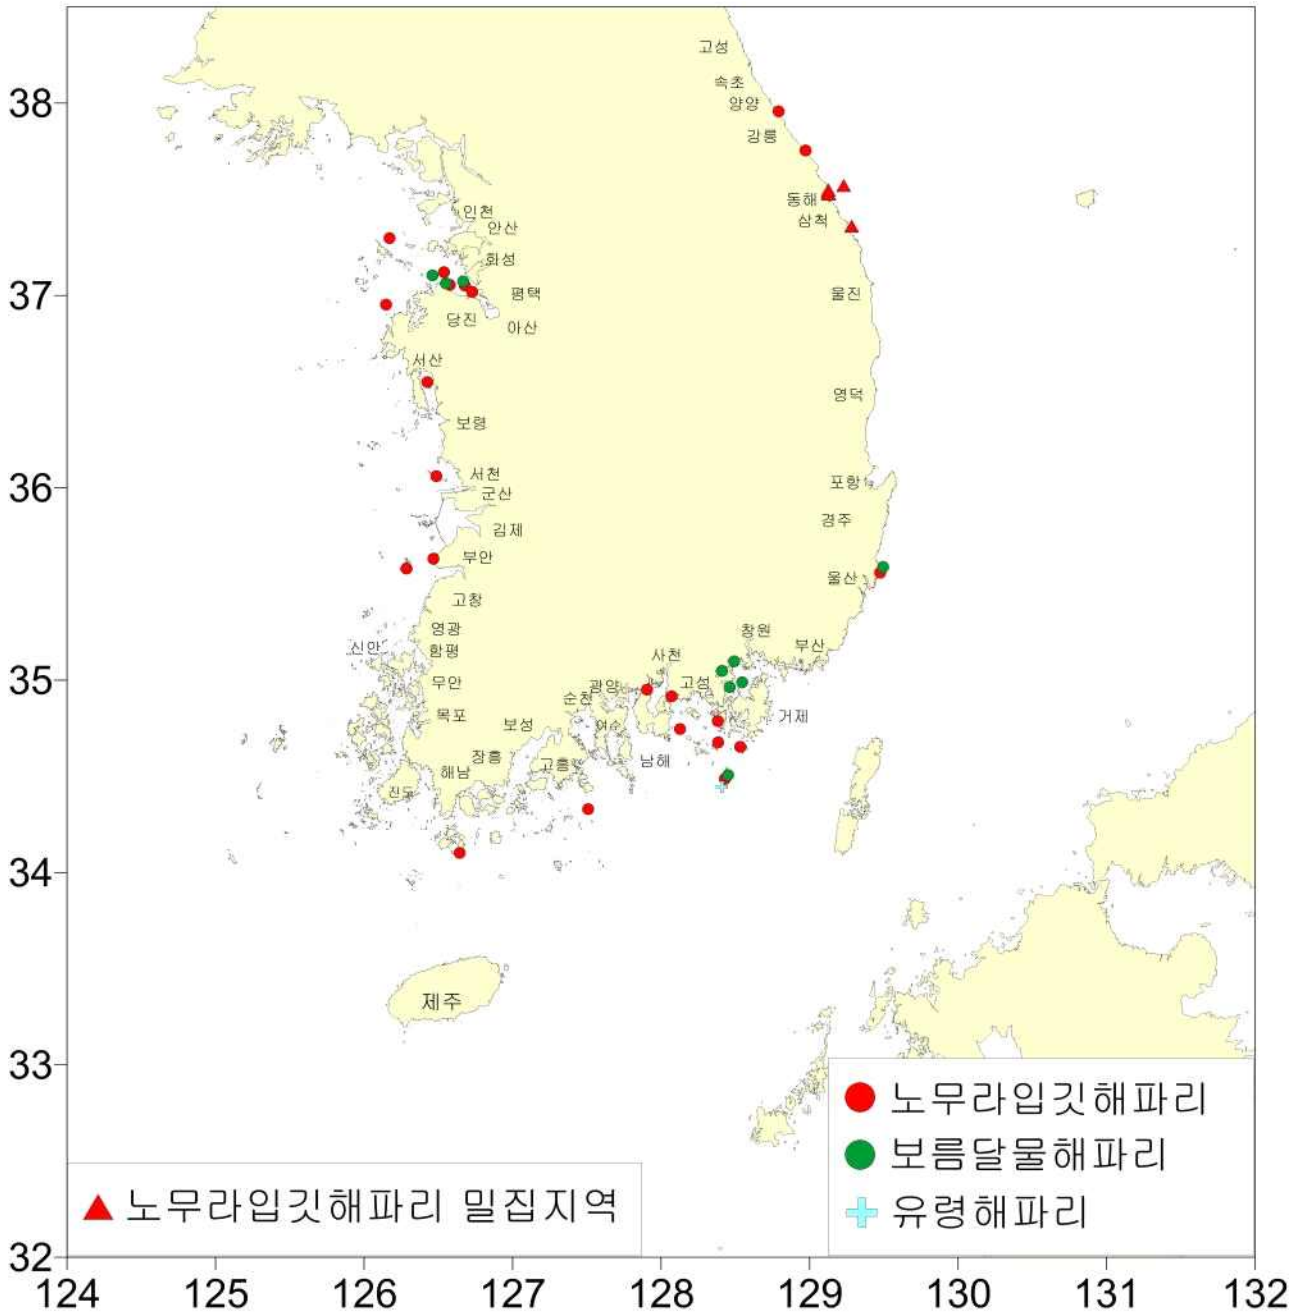 고성
속초
38
양양
강릉
동해
인천
삼척
안산
화성
37
평택
울진
당진
아산
서산
영덕
보령
서천
36
포항
군산
경주
김제
부안
울산
고창
영광
창원
신안
함평
부산
사천
35
무안
광양
고성
순천
목포
거제
보성
여수
장흥
남해
고흥
해남
진도
34
제주
33
노무라입깃해파리
보름달물해파리
노무라입깃해파리 밀집지역
유령해파리
32
124 125 126 127 128 129 130 131 132